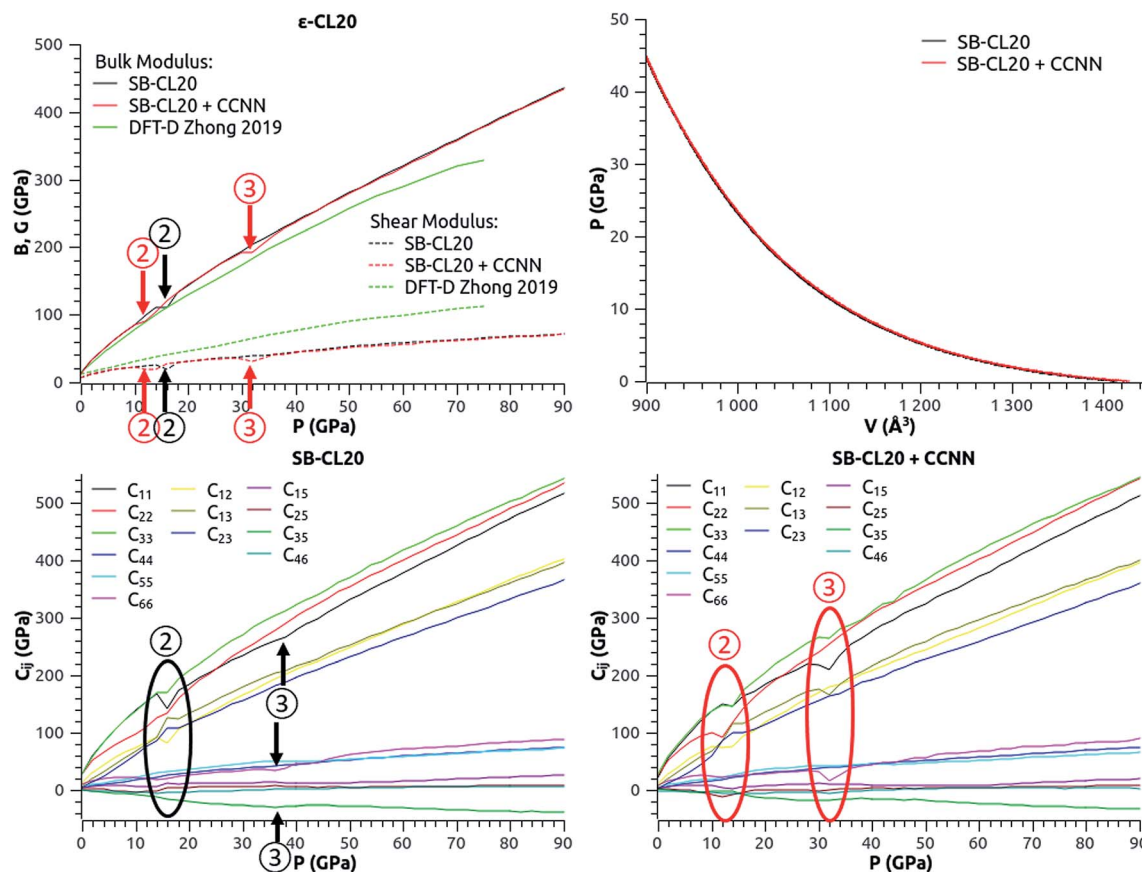 ε-CL20
B, G (GPa)
500
400
300
200
100
0
Bulk Modulus:
SB-CL20
SB-CL20 + CCNN
DFT-D Zhong 2019
2
2
3
Shear Modulus:
SB-CL20
SB-CL20 + CCNN
DFT-D Zhong 2019
2
2
3
0 10 20 30 40 50 60 70 80 90
P (GPa)
P (GPa)
50
40
30
20
10
0
SB-CL20
SB-CL20 + CCNN
900 1 000 1 100 1 200 1 300 1 400
V (Å³)
SB-CL20
Cᵢⱼ (GPa)
500
400
300
200
100
0
C₁₁ C₁₂ C₁₅
C₂₂ C₁₃ C₂₅
C₃₃ C₂₃ C₃₅
C₄₄ C₄₆
C₅₅
C₆₆
2
3
3
0 10 20 30 40 50 60 70 80 90
P (GPa)
SB-CL20 + CCNN
Cᵢⱼ (GPa)
500
400
300
200
100
0
C₁₁ C₁₂ C₁₅
C₂₂ C₁₃ C₂₅
C₃₃ C₂₃ C₃₅
C₄₄ C₄₆
C₅₅
C₆₆
2
3
0 10 20 30 40 50 60 70 80 90
P (GPa)